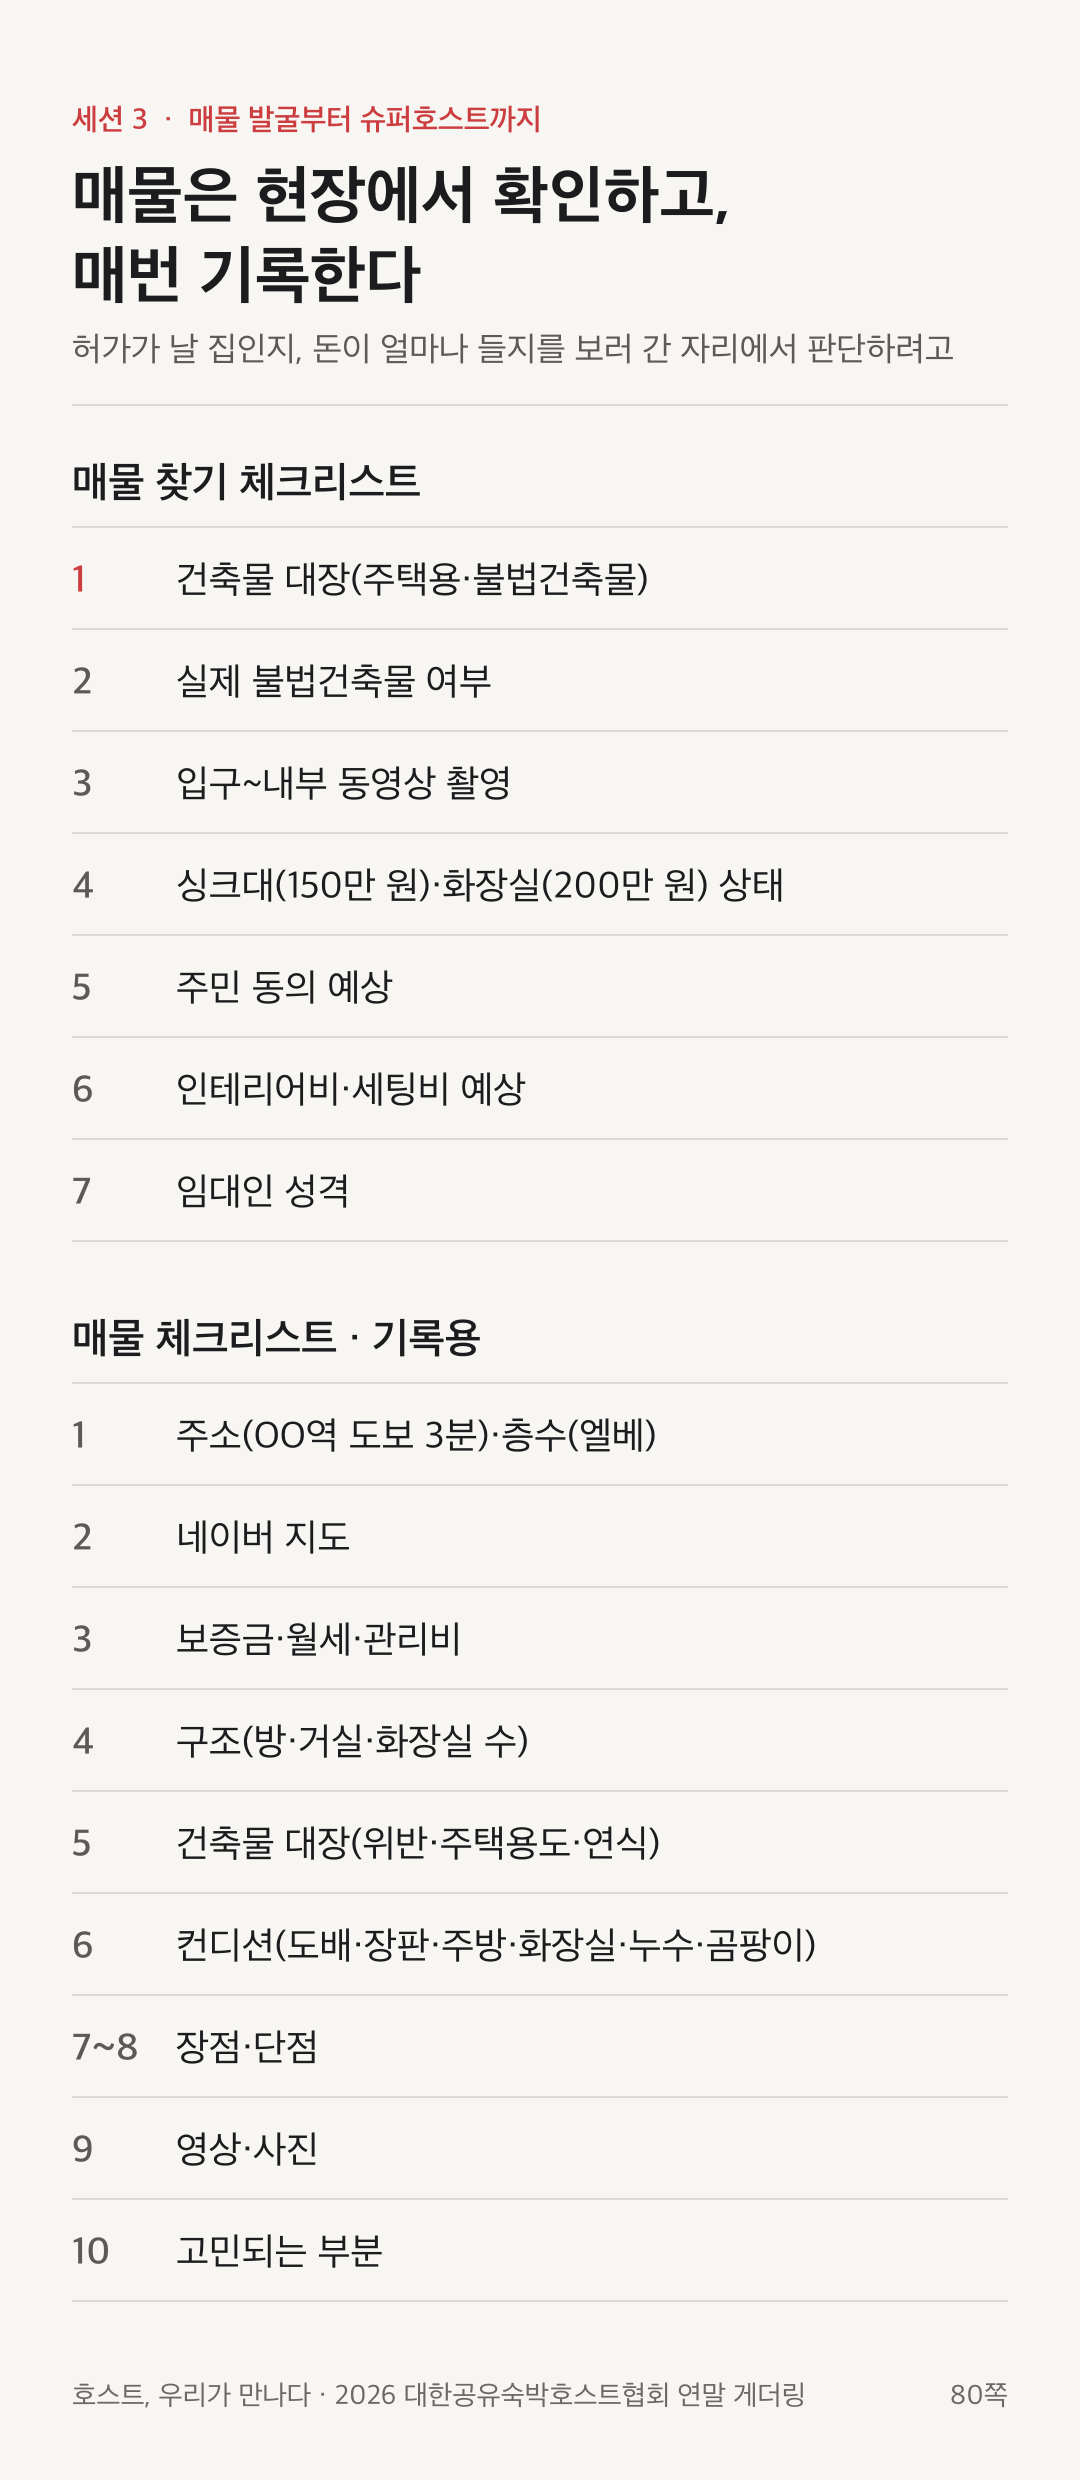 세션 3 · 매물 발굴부터 슈퍼호스트까지
매물은 현장에서 확인하고,
매번 기록한다
허가가 날 집인지, 돈이 얼마나 들지를 보러 간 자리에서 판단하려고
매물 찾기 체크리스트
1 건축물 대장(주택용·불법건축물)
2 실제 불법건축물 여부
3 입구~내부 동영상 촬영
4 싱크대(150만 원)·화장실(200만 원) 상태
5 주민 동의 예상
6 인테리어비·세팅비 예상
7 임대인 성격
매물 체크리스트 · 기록용
1 주소(OO역 도보 3분)·층수(엘베)
2 네이버 지도
3 보증금·월세·관리비
4 구조(방·거실·화장실 수)
5 건축물 대장(위반·주택용도·연식)
6 컨디션(도배·장판·주방·화장실·누수·곰팡이)
7~8 장점·단점
9 영상·사진
10 고민되는 부분
호스트, 우리가 만나다 · 2026 대한공유숙박호스트협회 연말 게더링 80쪽